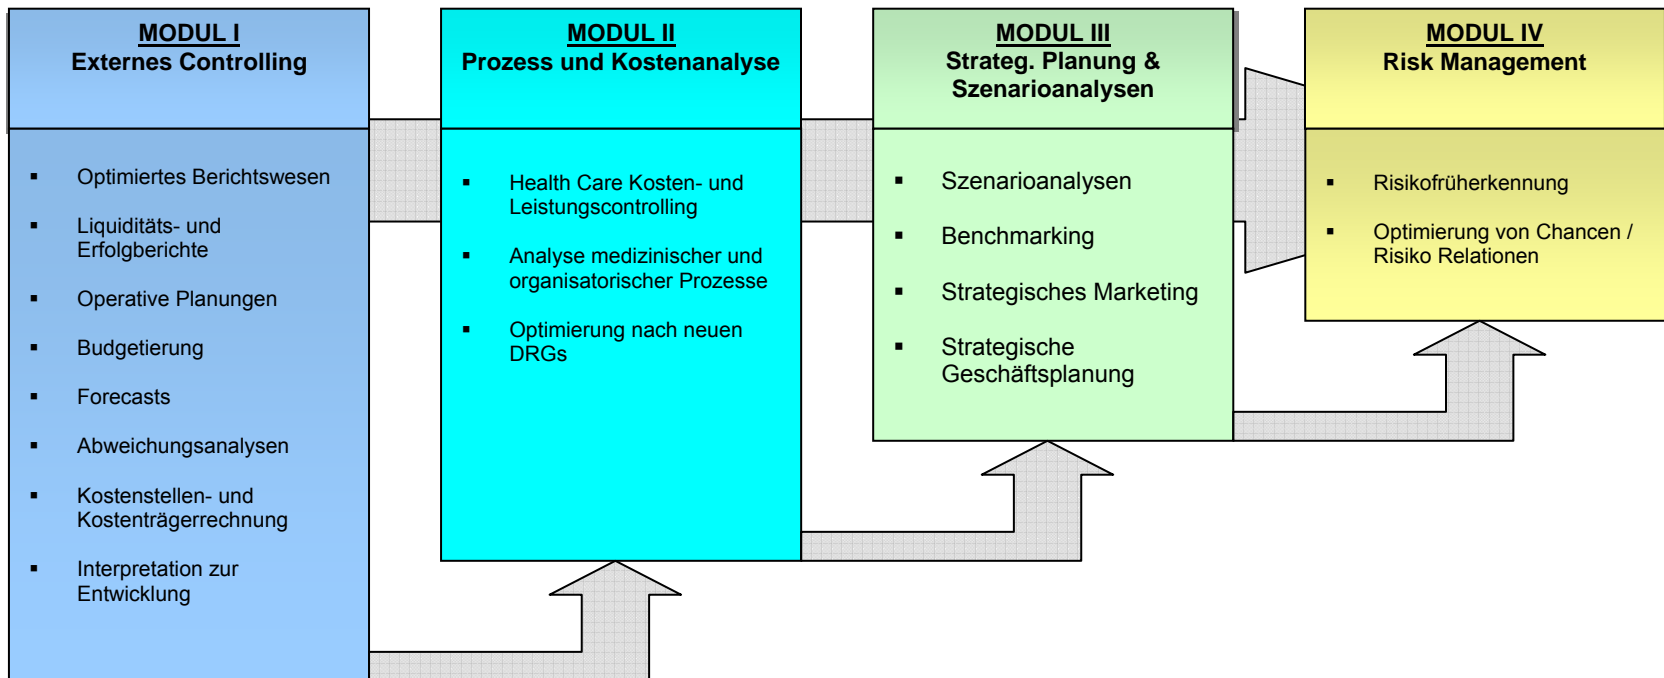 MODUL I
Externes Controlling
▪ Optimiertes Berichtswesen
▪ Liquiditäts- und
Erfolgberichte
▪ Operative Planungen
▪ Budgetierung
▪ Forecasts
▪ Abweichungsanalysen
▪ Kostenstellen- und
Kostenträgerrechnung
▪ Interpretation zur
Entwicklung
MODUL II
Prozess und Kostenanalyse
▪ Health Care Kosten- und
Leistungscontrolling
▪ Analyse medizinischer und
organisatorischer Prozesse
▪ Optimierung nach neuen
DRGs
MODUL III
Strateg. Planung &
Szenarioanalysen
▪ Szenarioanalysen
▪ Benchmarking
▪ Strategisches Marketing
▪ Strategische
Geschäftsplanung
MODUL IV
Risk Management
▪ Risikofrüherkennung
▪ Optimierung von Chancen /
Risiko Relationen